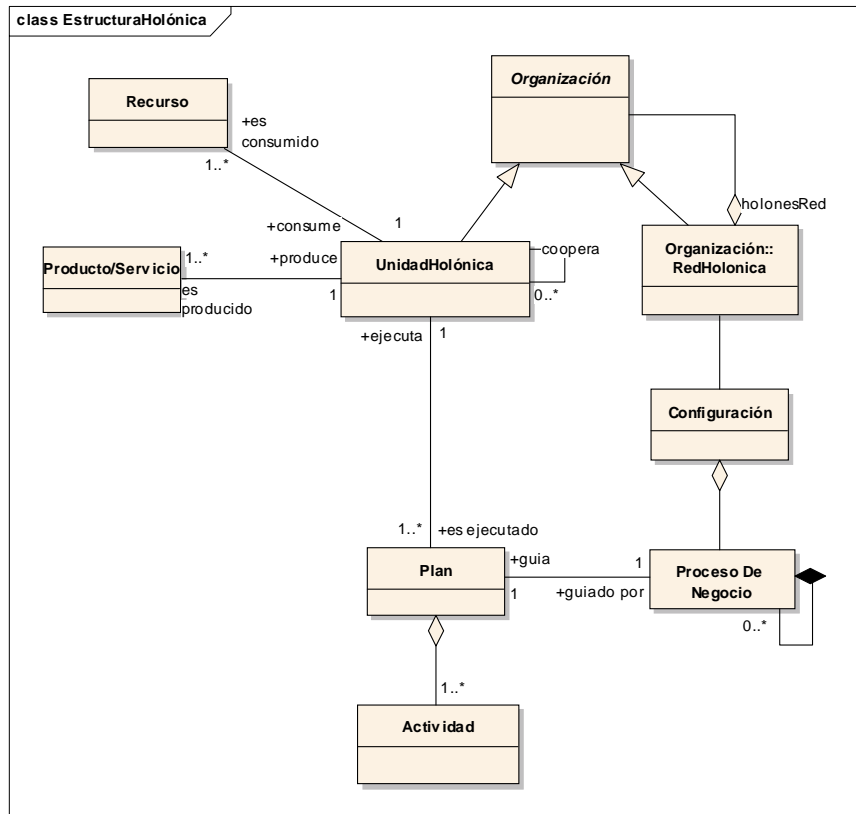 class EstructuraHolónica
Organización
Recurso
+es
consumido
1..*
holonesRed
+consume
1
Organización::
RedHolonica
UnidadHolónica
coopera
0..*
Producto/Servicio
1..*
+produce
es
producido
1
+ejecuta
1
Configuración
1..*
+es ejecutado
Plan
+guia
1
1
+guiado por
Proceso De
Negocio
0..*
1..*
Actividad